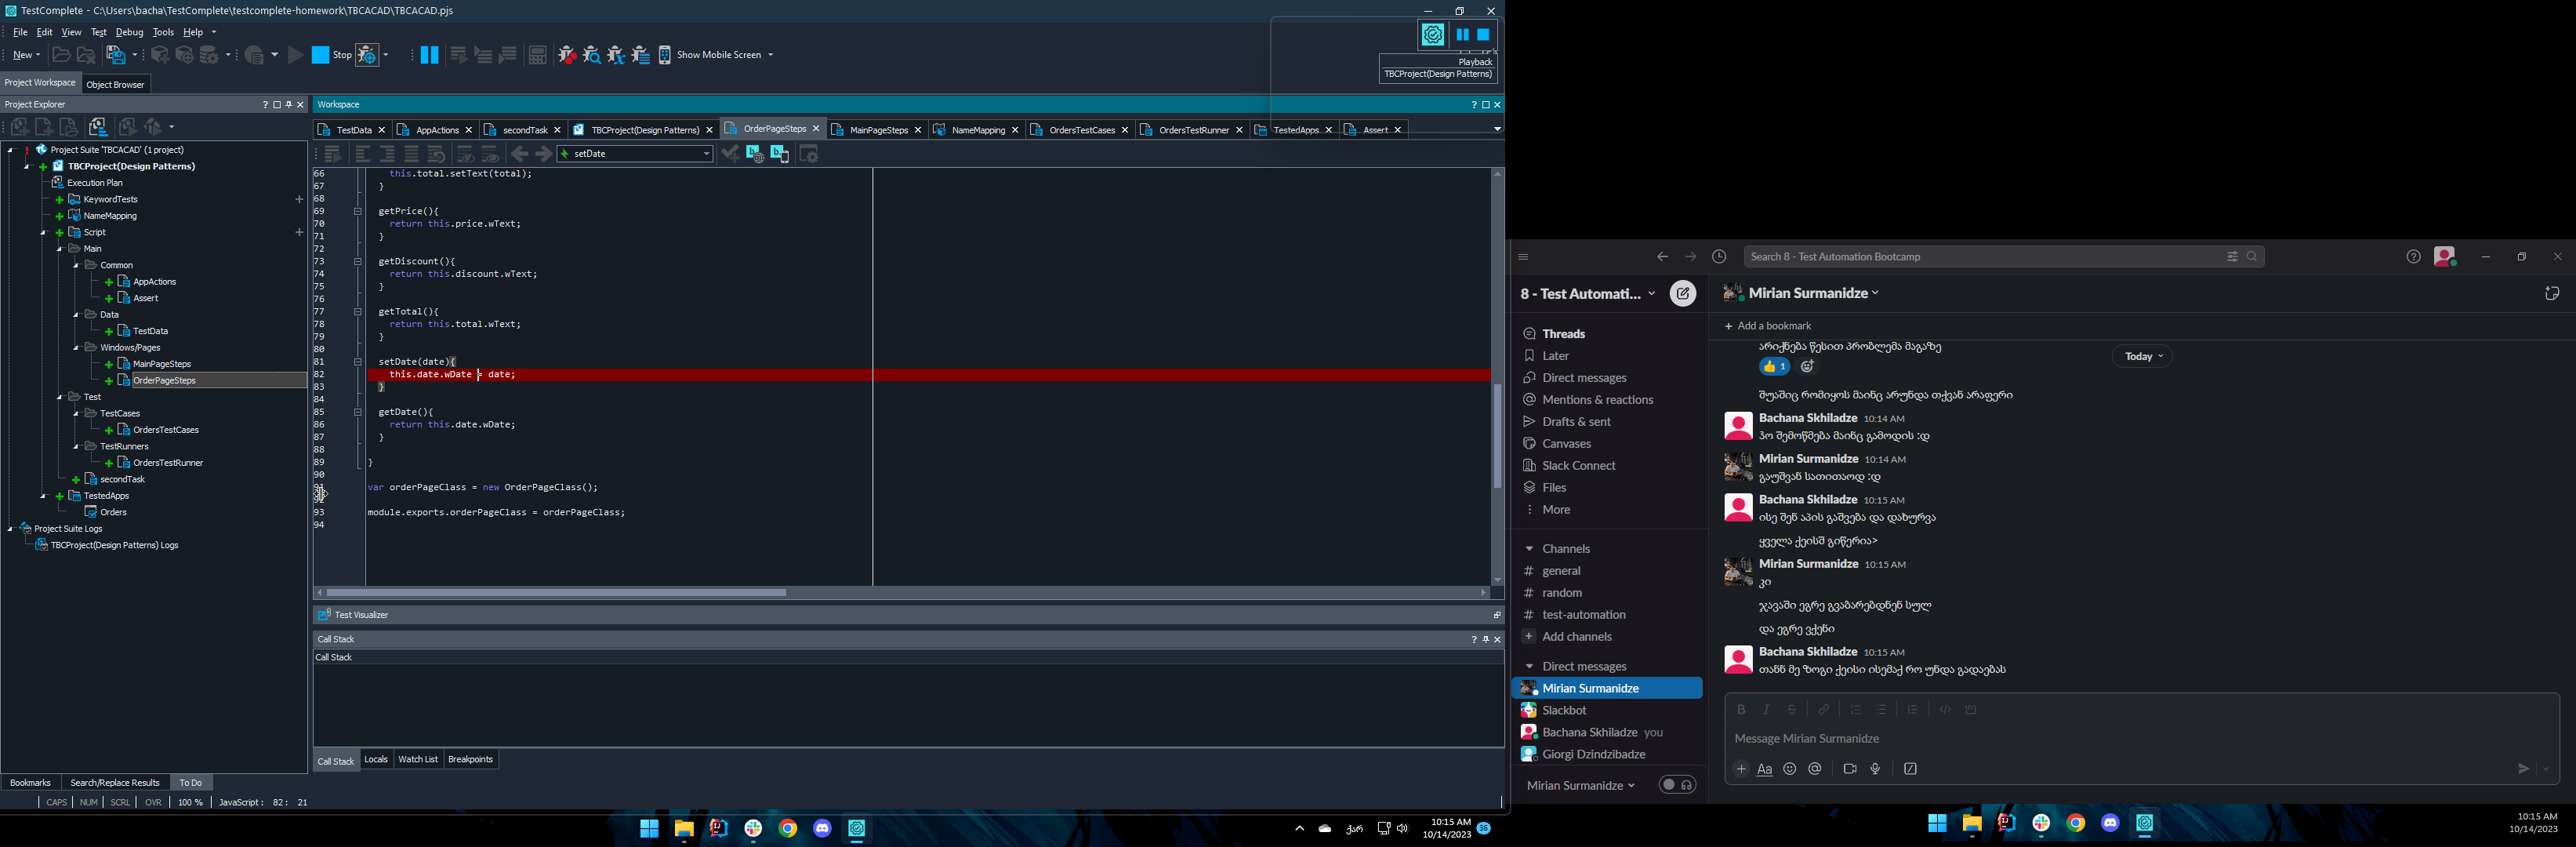 TestComplete - C:\Users\bacha\TestComplete\testcomplete-homework\TBCACAD\TBCACAD.pjs
File Edit View Test Debug Tools Help
New
Stop
Show Mobile Screen
Playback
TBCProject(Design Patterns)
Project Workspace
Object Browser
Project Explorer
Project Suite 'TBCACAD' (1 project)
TBCProject(Design Patterns)
Execution Plan
KeywordTests
NameMapping
Script
Main
Common
AppActions
Assert
Data
TestData
Windows/Pages
MainPageSteps
OrderPageSteps
Test
TestCases
OrdersTestCases
TestRunners
OrdersTestRunner
secondTask
TestedApps
Orders
Project Suite Logs
TBCProject(Design Patterns) Logs
Bookmarks
Search/Replace Results
To Do
CAPS NUM SCRL OVR 100 % JavaScript: 82: 21
Workspace
TestData
AppActions
secondTask
TBCProject(Design Patterns)
OrderPageSteps
MainPageSteps
NameMapping
OrdersTestCases
OrdersTestRunner
TestedApps
Assert
setDate
66 this.total.setText(total);
67 }
68
69 getPrice(){
70 return this.price.wText;
71 }
72
73 getDiscount(){
74 return this.discount.wText;
75 }
76
77 getTotal(){
78 return this.total.wText;
79 }
80
81 setDate(date){
82 this.date.wDate = date;
83 }
84
85 getDate(){
86 return this.date.wDate;
87 }
88
89 }
90
91 var orderPageClass = new OrderPageClass();
92
93 module.exports.orderPageClass = orderPageClass;
94
Test Visualizer
Call Stack
Call Stack
Call Stack
Locals
Watch List
Breakpoints
ქარ
10:15 AM
10/14/2023
36
Search 8 - Test Automation Bootcamp
8 - Test Automati...
Threads
Later
Direct messages
Mentions & reactions
Drafts & sent
Canvases
Slack Connect
Files
More
Channels
# general
# random
# test-automation
Add channels
Direct messages
Mirian Surmanidze
Slackbot
Bachana Skhiladze you
Giorgi Dzindzibadze
Mirian Surmanidze
Mirian Surmanidze
Add a bookmark
Today
არიქნება წესით პრობლემა მაგაზე
1
შუაშიც რომიყოს მაინც არუნდა თქვან არაფერი
Bachana Skhiladze 10:14 AM
ჰო შემოწმება მაინც გამოდის :დ
Mirian Surmanidze 10:14 AM
გაუშვან სათითაოდ :დ
Bachana Skhiladze 10:15 AM
ისე შენ აპის გაშვება და დახურვა
ყველა ქეისშ გიწერია>
Mirian Surmanidze 10:15 AM
კი
ჯავაში ეგრე გვაბარებდნენ სულ
და ეგრე ვქენი
Bachana Skhiladze 10:15 AM
თანნ მე ზოგი ქეისი ისემაქ რო უნდა გადაებას
Message Mirian Surmanidze
Aa
10:15 AM
10/14/2023